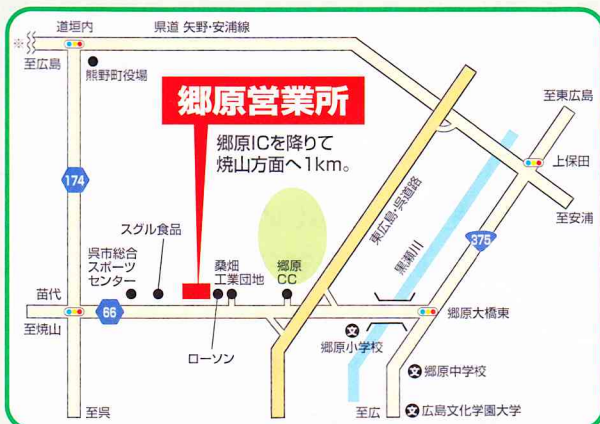 道垣内
県道 矢野・安浦線
※
至広島
熊野町役場
郷原営業所
郷原ICを降りて
焼山方面へ1km。
至東広島
上保田
至安浦
174
東広島・呉道路
黒瀬川
375
スグル食品
呉市総合
スポーツ
センター
桑畑
工業団地
郷原
CC
苗代
66
至焼山
ローソン
郷原大橋東
文
郷原小学校
文 郷原中学校
至呉
至広
文 広島文化学園大学